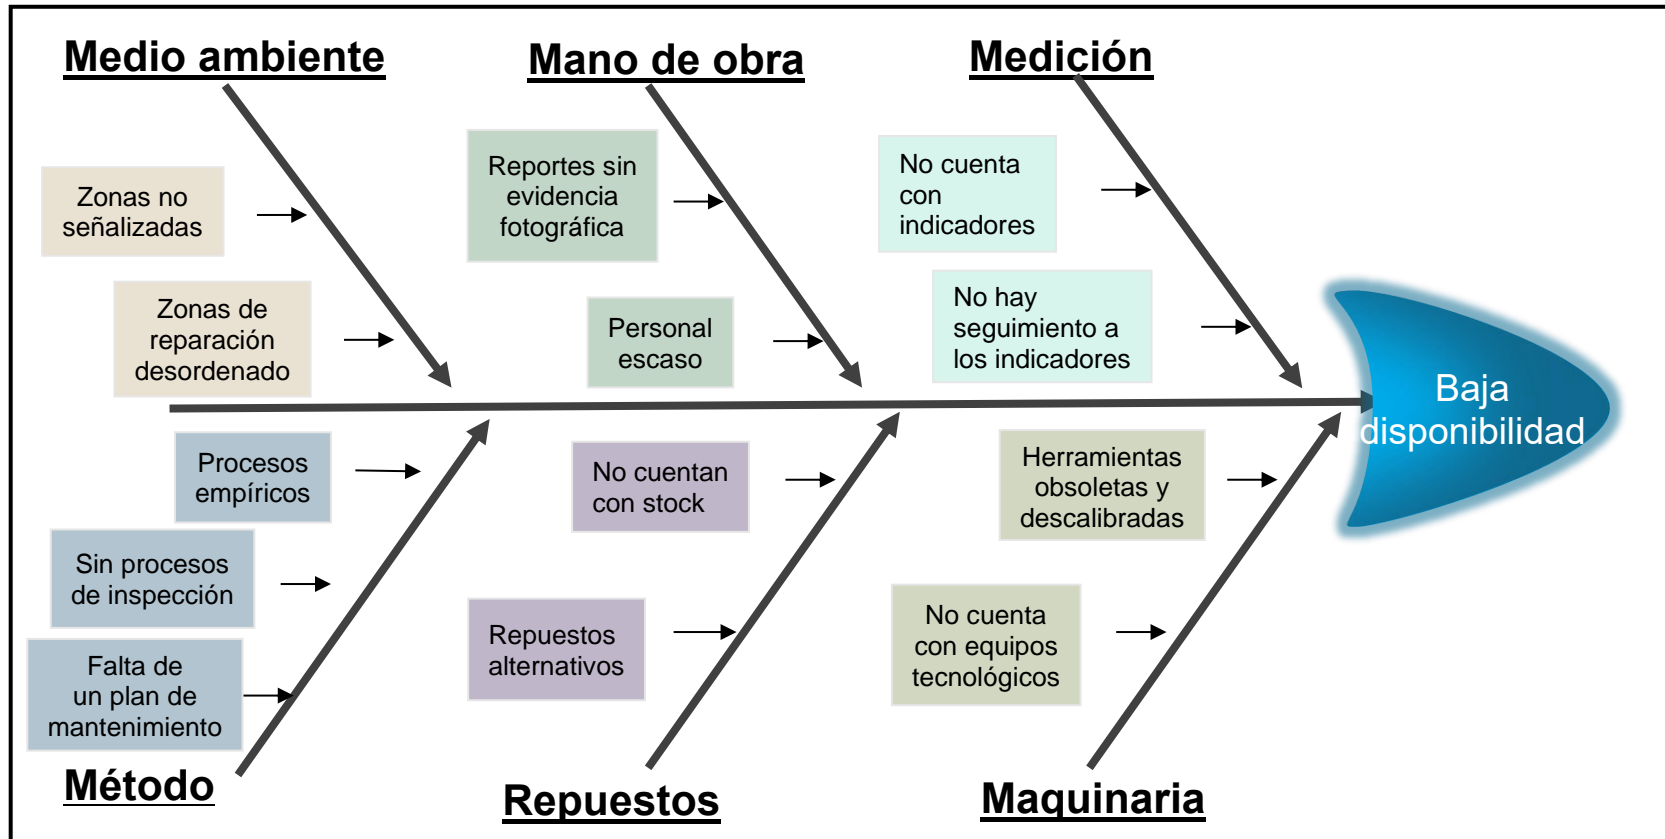 Medio ambiente
Mano de obra
Medición
Zonas no
señalizadas
Zonas de
reparación
desordenado
Reportes sin
evidencia
fotográfica
Personal
escaso
No cuenta
con
indicadores
No hay
seguimiento a
los indicadores
Baja
disponibilidad
Procesos
empíricos
Sin procesos
de inspección
Falta de
un plan de
mantenimiento
No cuentan
con stock
Repuestos
alternativos
Herramientas
obsoletas y
descalibradas
No cuenta
con equipos
tecnológicos
Método
Repuestos
Maquinaria